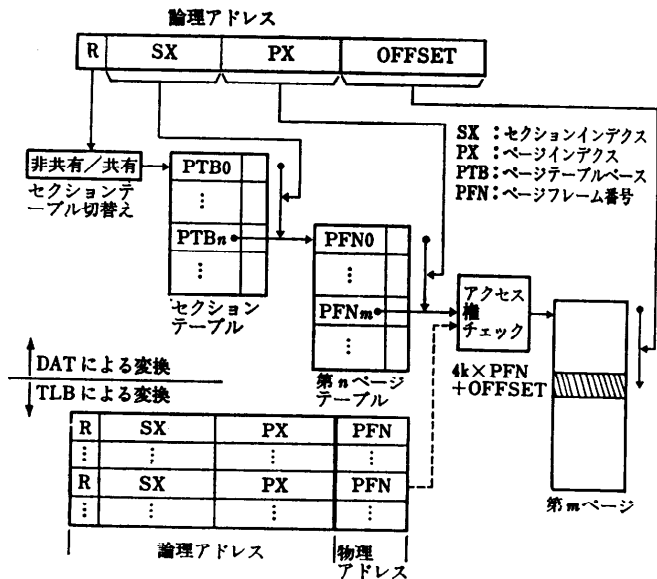 論理アドレス
R SX PX OFFSET
SX：セクションインデクス
PX：ページインデクス
PTB：ページテーブルベース
PFN：ページフレーム番号
非共有／共有
セクションテ
ーブル切替え
PTB0
⋮
PTBn
⋮
セクション
テーブル
PFN0
⋮
PFNm
⋮
第nページ
テーブル
アクセス
権
チェック
4k×PFN
＋OFFSET
第mページ
DATによる変換
TLBによる変換
R SX PX PFN
⋮ ⋮ ⋮ ⋮
R SX PX PFN
⋮ ⋮ ⋮ ⋮
論理アドレス
物理
アドレス